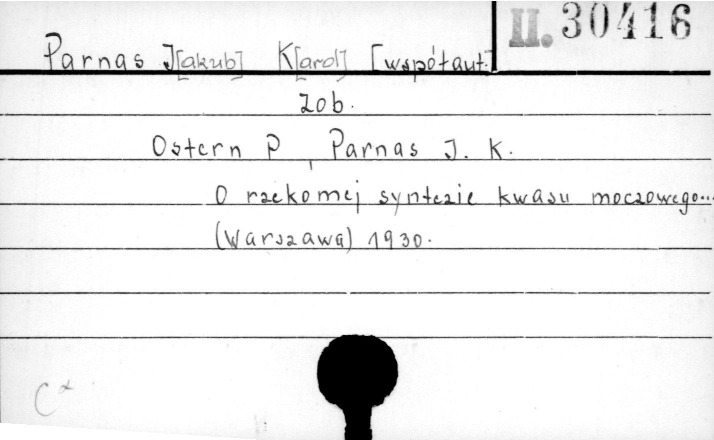 II. 30416
Parnas J[akub] K[arol] [współaut.]
Zob.
Ostern P, Parnas J. K.
O rzekomej syntezie kwasu moczowego...
(Warszawa) 1930.
C